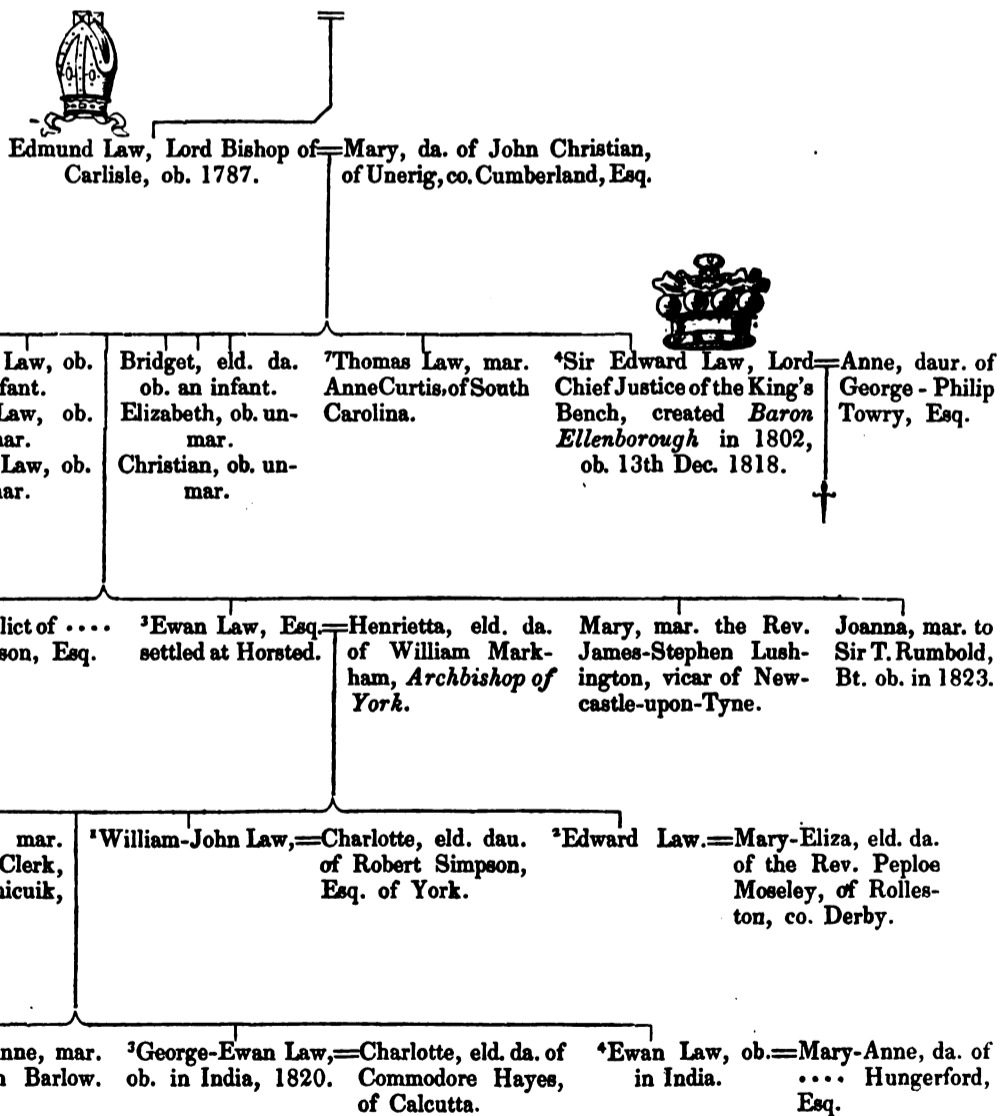 Edmund Law, Lord Bishop of
Carlisle, ob. 1787.
Mary, da. of John Christian,
of Unerig, co. Cumberland, Esq.
Law, ob.
fant.
Law, ob.
mar.
Law, ob.
mar.
Bridget, eld. da.
ob. an infant.
Elizabeth, ob. un-
mar.
Christian, ob. un-
mar.
⁷Thomas Law, mar.
Anne Curtis, of South
Carolina.
⁴Sir Edward Law, Lord
Chief Justice of the King's
Bench, created Baron
Ellenborough in 1802,
ob. 13th Dec. 1818.
Anne, daur. of
George - Philip
Towry, Esq.
lict of ····
son, Esq.
³Ewan Law, Esq.
settled at Horsted.
Henrietta, eld. da.
of William Mark-
ham, Archbishop of
York.
Mary, mar. the Rev.
James-Stephen Lush-
ington, vicar of New-
castle-upon-Tyne.
Joanna, mar. to
Sir T. Rumbold,
Bt. ob. in 1823.
mar.
Clerk,
nicuik,
¹William-John Law,
Charlotte, eld. dau.
of Robert Simpson,
Esq. of York.
²Edward Law.
Mary-Eliza, eld. da.
of the Rev. Peploe
Moseley, of Rolles-
ton, co. Derby.
nne, mar.
Barlow.
³George-Ewan Law,
ob. in India, 1820.
Charlotte, eld. da. of
Commodore Hayes,
of Calcutta.
⁴Ewan Law, ob.
in India.
Mary-Anne, da. of
···· Hungerford,
Esq.